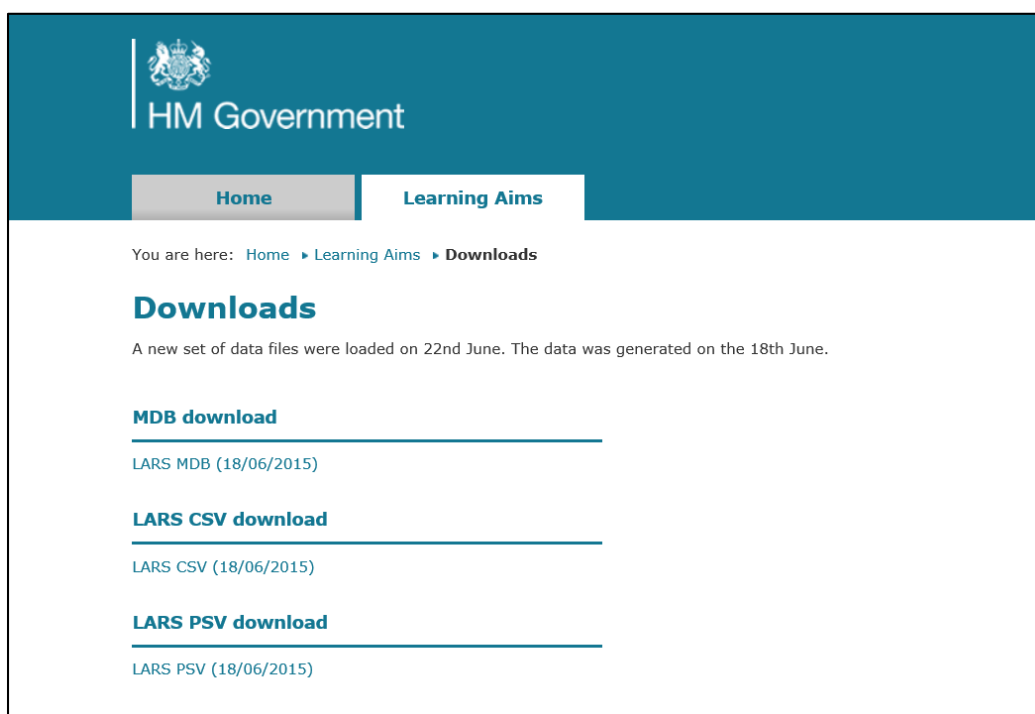 HM Government
Home Learning Aims
You are here: Home ▸ Learning Aims ▸ Downloads
Downloads
A new set of data files were loaded on 22nd June. The data was generated on the 18th June.
MDB download
LARS MDB (18/06/2015)
LARS CSV download
LARS CSV (18/06/2015)
LARS PSV download
LARS PSV (18/06/2015)